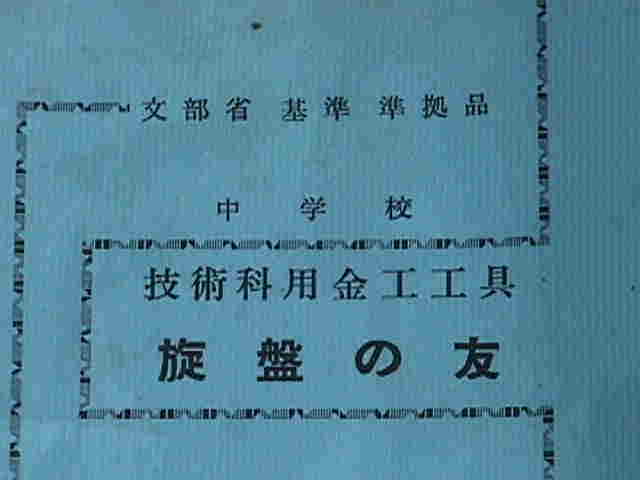 文部省 基準 準拠品
中学校
技術科用金工工具
旋盤の友